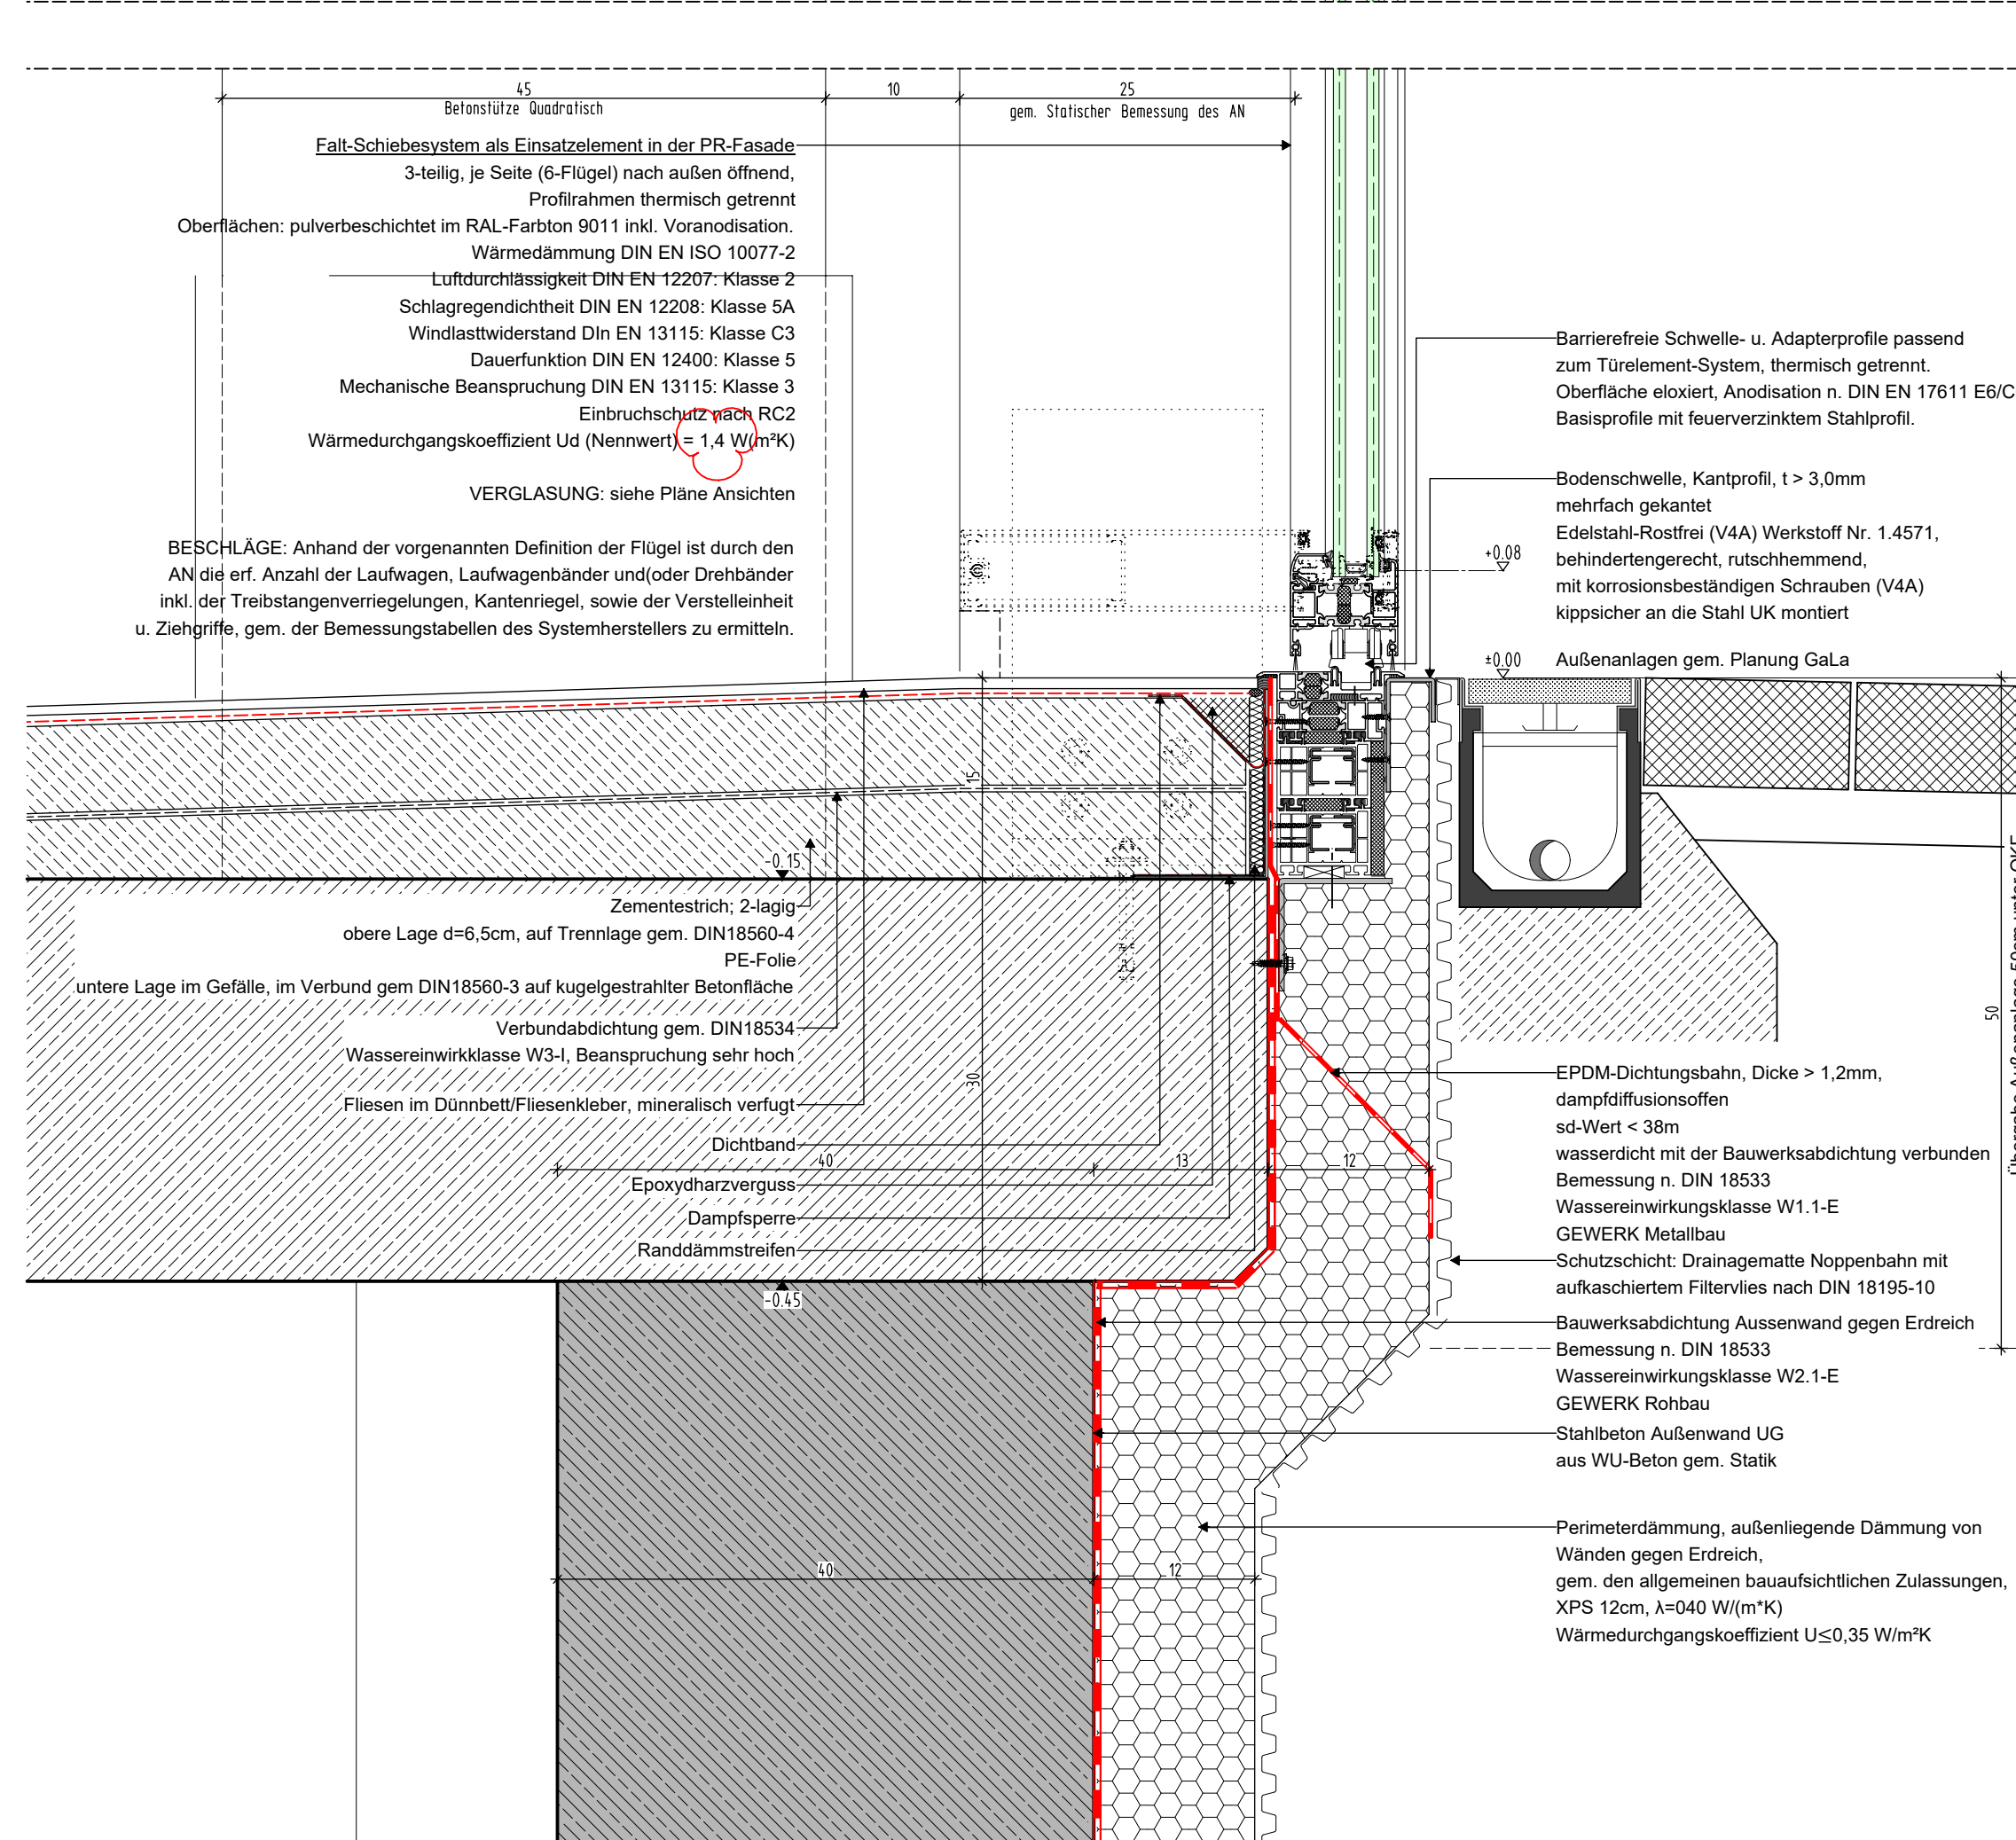 45
10
25
Betonstütze Quadratisch
gem. Statischer Bemessung des AN
Falt-Schiebesystem als Einsatzelement in der PR-Fasade
3-teilig, je Seite (6-Flügel) nach außen öffnend,
Profilrahmen thermisch getrennt
Oberflächen: pulverbeschichtet im RAL-Farbton 9011 inkl. Voranodisation.
Wärmedämmung DIN EN ISO 10077-2
Luftdurchlässigkeit DIN EN 12207: Klasse 2
Schlagregendichtheit DIN EN 12208: Klasse 5A
Windlasttwiderstand DIn EN 13115: Klasse C3
Dauerfunktion DIN EN 12400: Klasse 5
Mechanische Beanspruchung DIN EN 13115: Klasse 3
Einbruchschutz nach RC2
Wärmedurchgangskoeffizient Ud (Nennwert) = 1,4 W(m²K)
VERGLASUNG: siehe Pläne Ansichten
BESCHLÄGE: Anhand der vorgenannten Definition der Flügel ist durch den
AN die erf. Anzahl der Laufwagen, Laufwagenbänder und(oder Drehbänder
inkl. der Treibstangenverriegelungen, Kantenriegel, sowie der Verstelleinheit
u. Ziehgriffe, gem. der Bemessungstabellen des Systemherstellers zu ermitteln.
Barrierefreie Schwelle- u. Adapterprofile passend
zum Türelement-System, thermisch getrennt.
Oberfläche eloxiert, Anodisation n. DIN EN 17611 E6/C
Basisprofile mit feuerverzinktem Stahlprofil.
Bodenschwelle, Kantprofil, t > 3,0mm
mehrfach gekantet
Edelstahl-Rostfrei (V4A) Werkstoff Nr. 1.4571,
behindertengerecht, rutschhemmend,
mit korrosionsbeständigen Schrauben (V4A)
kippsicher an die Stahl UK montiert
+0.08
±0.00
Außenanlagen gem. Planung GaLa
15
-0.15
Zementestrich; 2-lagig
obere Lage d=6,5cm, auf Trennlage gem. DIN18560-4
PE-Folie
untere Lage im Gefälle, im Verbund gem DIN18560-3 auf kugelgestrahlter Betonfläche
Verbundabdichtung gem. DIN18534
Wassereinwirkklasse W3-I, Beanspruchung sehr hoch
Fliesen im Dünnbett/Fliesenkleber, mineralisch verfugt
Dichtband
Epoxydharzverguss
Dampfsperre
Randdämmstreifen
30
40
13
12
-0.45
50
EPDM-Dichtungsbahn, Dicke > 1,2mm,
dampfdiffusionsoffen
sd-Wert < 38m
wasserdicht mit der Bauwerksabdichtung verbunden
Bemessung n. DIN 18533
Wassereinwirkungsklasse W1.1-E
GEWERK Metallbau
Schutzschicht: Drainagematte Noppenbahn mit
aufkaschiertem Filtervlies nach DIN 18195-10
Bauwerksabdichtung Aussenwand gegen Erdreich
Bemessung n. DIN 18533
Wassereinwirkungsklasse W2.1-E
GEWERK Rohbau
Stahlbeton Außenwand UG
aus WU-Beton gem. Statik
Perimeterdämmung, außenliegende Dämmung von
Wänden gegen Erdreich,
gem. den allgemeinen bauaufsichtlichen Zulassungen,
XPS 12cm, λ=040 W/(m*K)
Wärmedurchgangskoeffizient U≤0,35 W/m²K
40
12